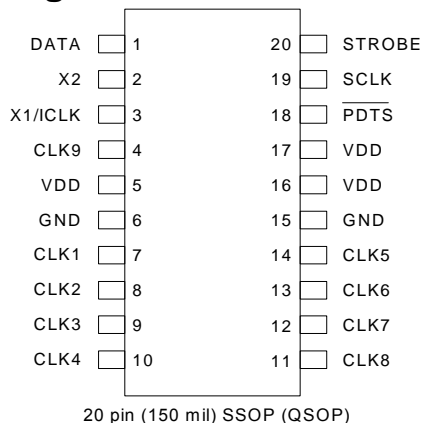 DATA 1 20 STROBE
X2 2 19 SCLK
X1/ICLK 3 18 PDTS
CLK9 4 17 VDD
VDD 5 16 VDD
GND 6 15 GND
CLK1 7 14 CLK5
CLK2 8 13 CLK6
CLK3 9 12 CLK7
CLK4 10 11 CLK8
20 pin (150 mil) SSOP (QSOP)